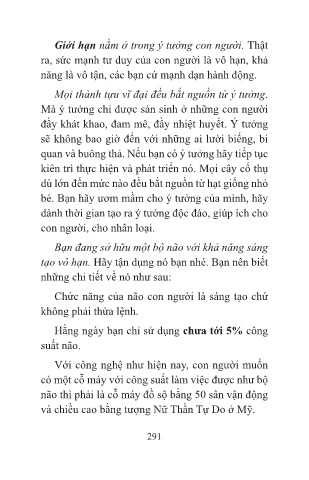 Giới hạn nằm ở trong ý tưởng con người. Thật
ra, sức mạnh tư duy của con người là vô hạn, khả
năng là vô tận, các bạn cứ mạnh dạn hành động.
Mọi thành tựu vĩ đại đều bắt nguồn từ ý tưởng.
Mà ý tưởng chỉ được sản sinh ở những con người
đầy khát khao, đam mê, đầy nhiệt huyết. Ý tưởng
sẽ không bao giờ đến với những ai lười biếng, bi
quan và buông thả. Nếu bạn có ý tưởng hãy tiếp tục
kiên trì thực hiện và phát triển nó. Mọi cây cổ thụ
dù lớn đến mức nào đều bắt nguồn từ hạt giống nhỏ
bé. Bạn hãy ươm mầm cho ý tưởng của mình, hãy
dành thời gian tạo ra ý tưởng độc đáo, giúp ích cho
con người, cho nhân loại.
Bạn đang sở hữu một bộ não với khả năng sáng
tạo vô hạn. Hãy tận dụng nó bạn nhé. Bạn nên biết
những chi tiết về nó như sau:
Chức năng của não con người là sáng tạo chứ
không phải thừa lệnh.
Hằng ngày bạn chỉ sử dụng chưa tới 5% công
suất não.
Với công nghệ như hiện nay, con người muốn
có một cỗ máy với công suất làm việc được như bộ
não thì phải là cỗ máy đồ sộ bằng 50 sân vận động
và chiều cao bằng tượng Nữ Thần Tự Do ở Mỹ.
291